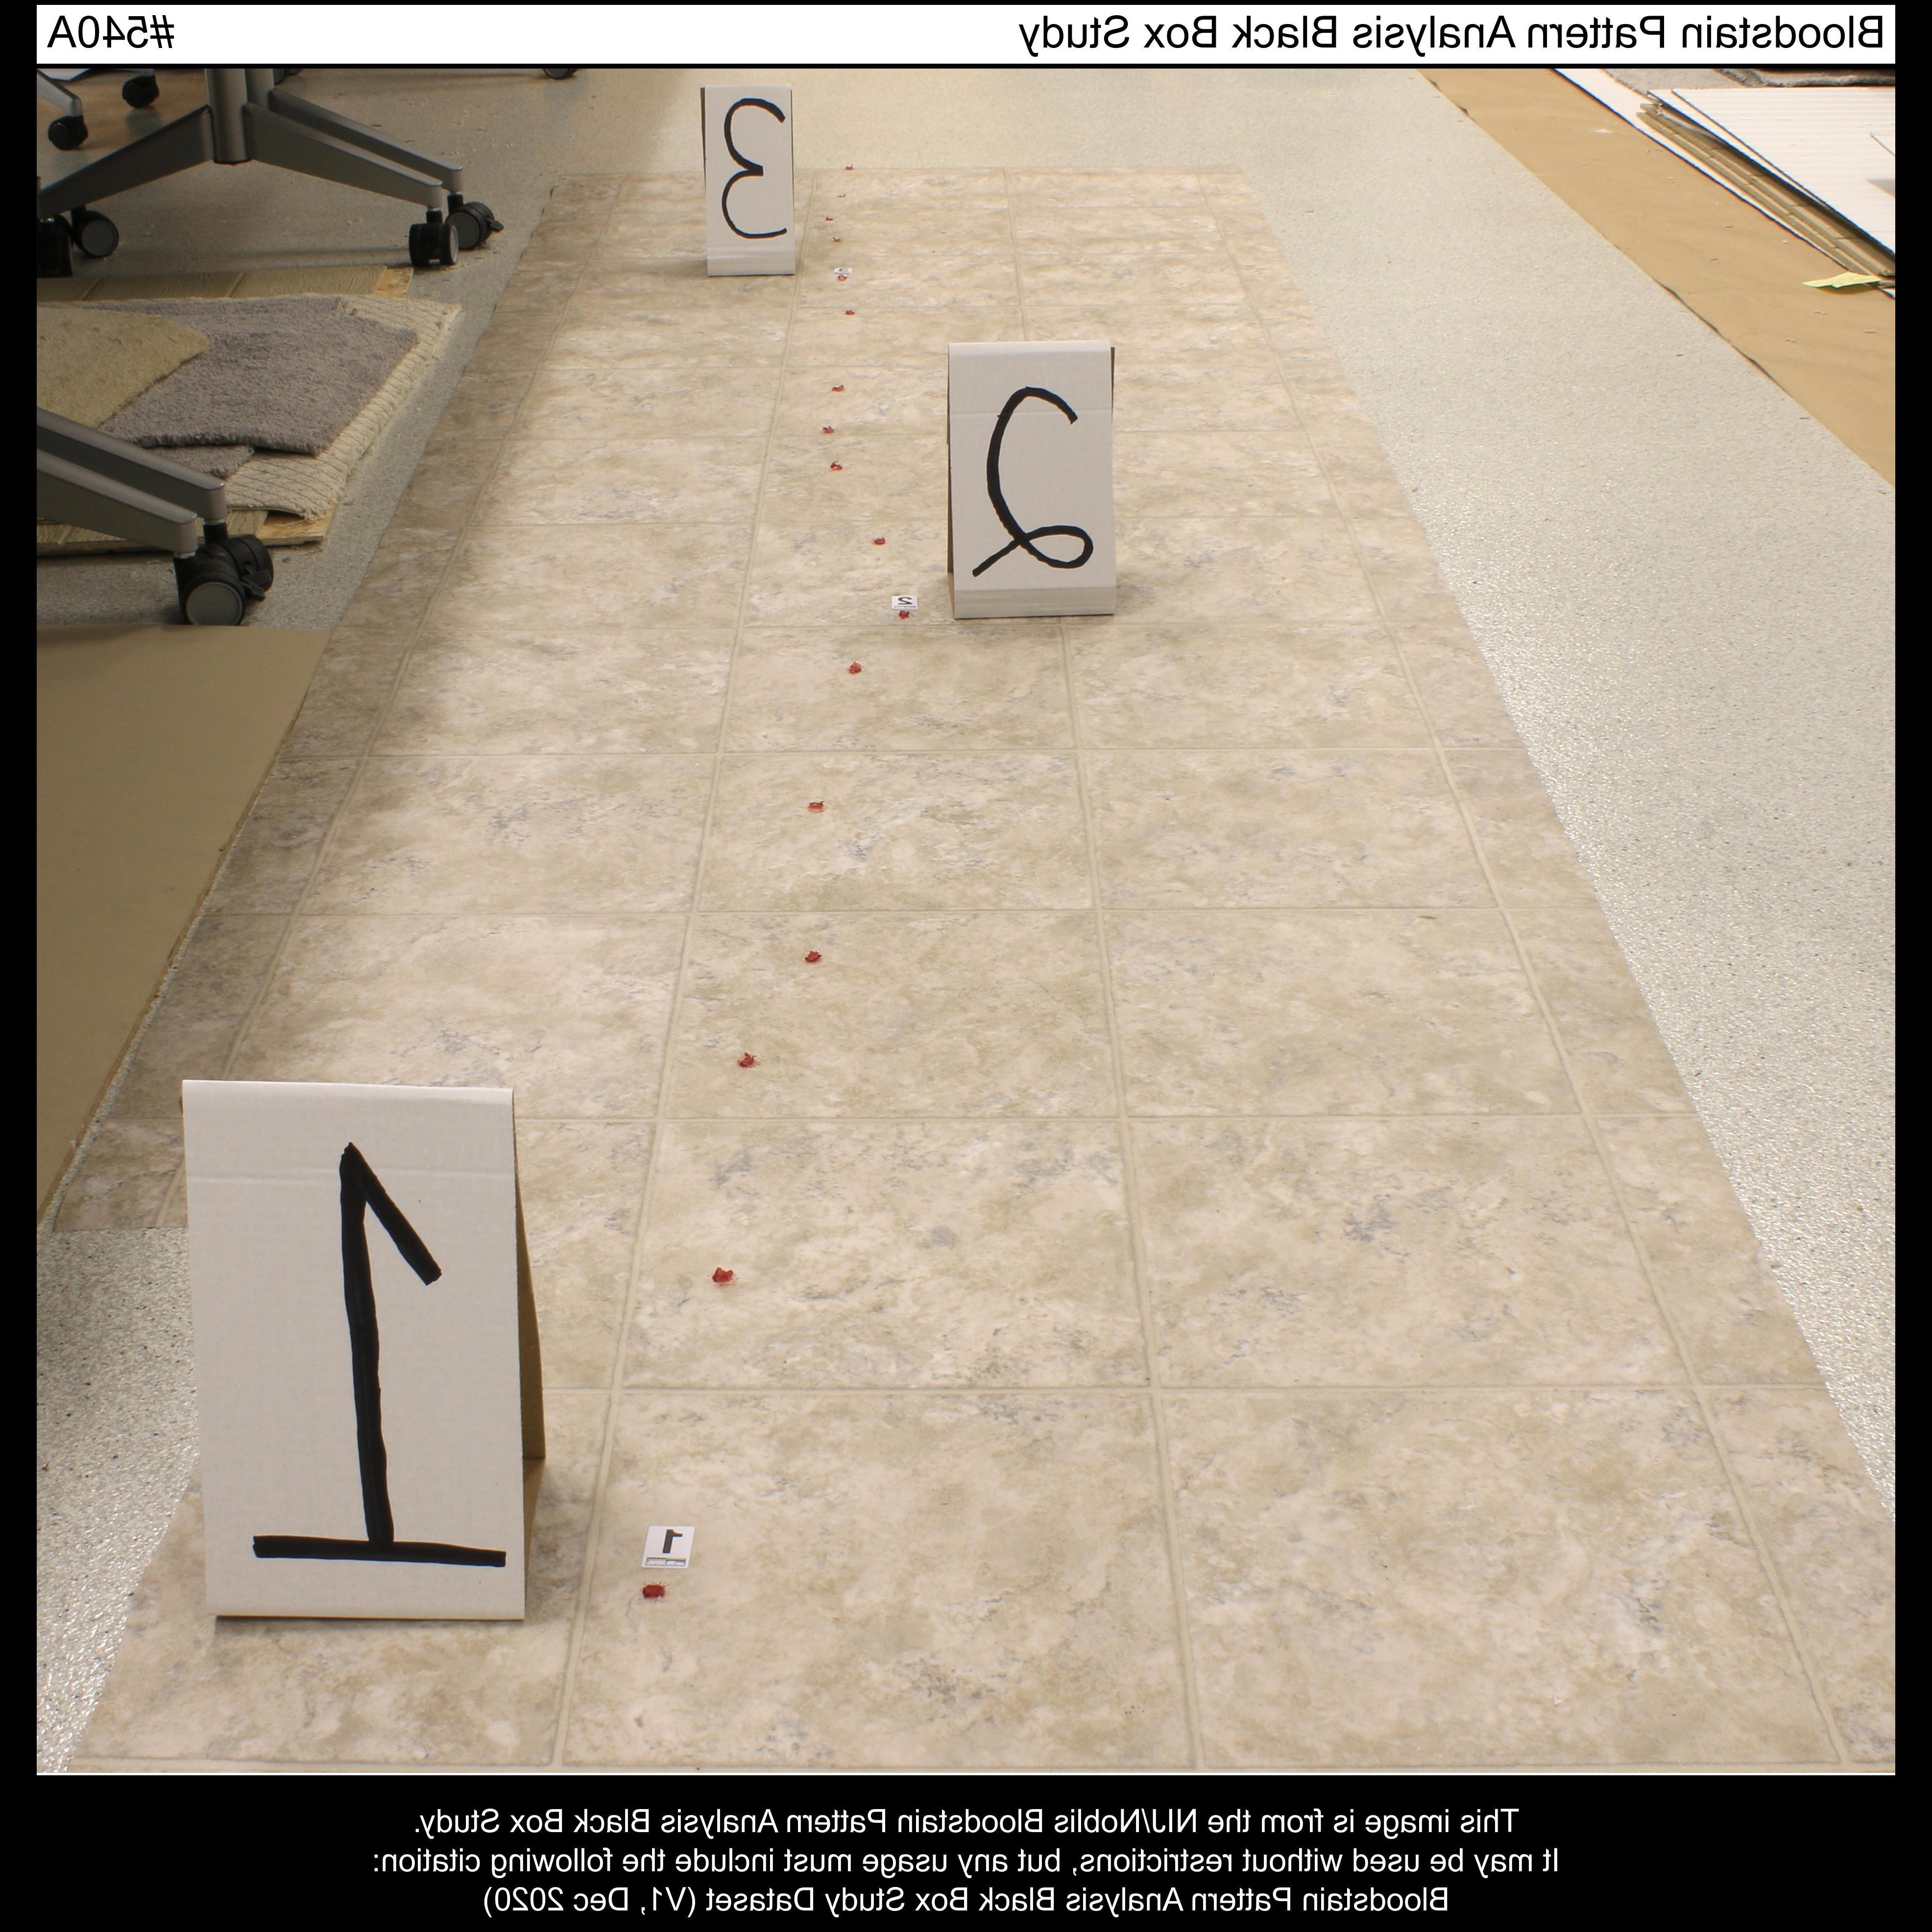 Bloodstain Pattern Analysis Black Box Study
#540A
3
2
2
1
1
This image is from the NIJ/Noblis Bloodstain Pattern Analysis Black Box Study.
It may be used without restrictions, but any usage must include the following citation:
Bloodstain Pattern Analysis Black Box Study Dataset (V1, Dec 2020)